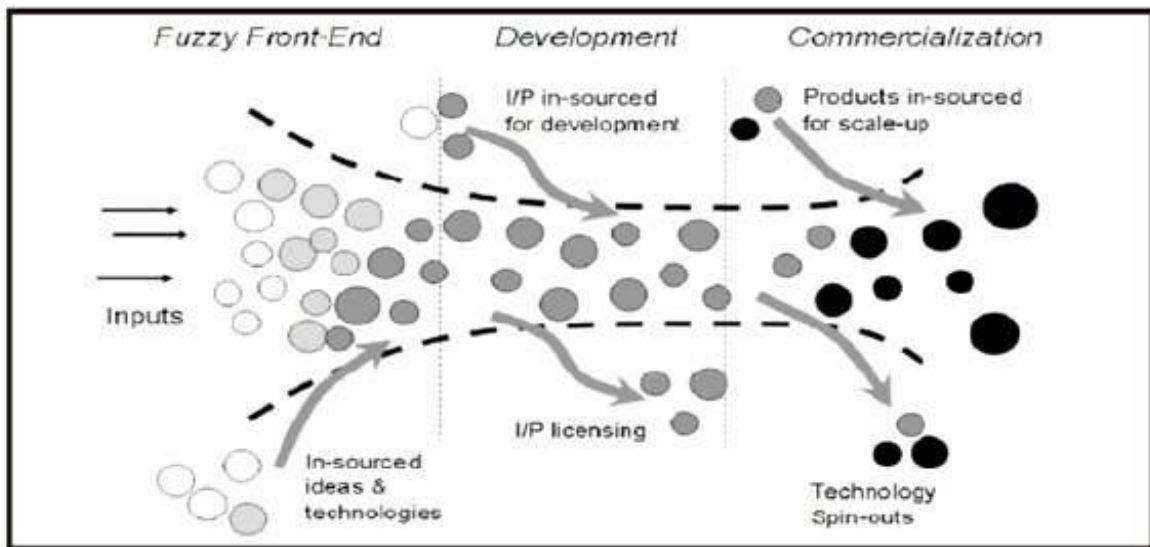 Fuzzy Front-End
Development
Commercialization
I/P in-sourced
for development
Products in-sourced
for scale-up
Inputs
I/P licensing
In-sourced
ideas &
technologies
Technology
Spin-outs